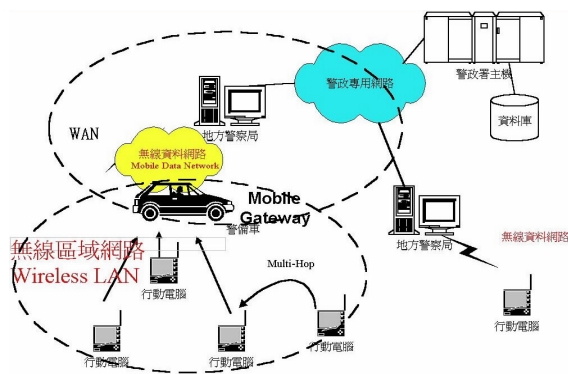 警政專用網路
警政署主機
資料庫
WAN
地方警察局
無線資料網路
Mobile Data Network
Mobile
Gateway
警備車
地方警察局
無線資料網路
無線區域網路
Wireless LAN
Multi-Hop
行動電腦
行動電腦
行動電腦
行動電腦
行動電腦